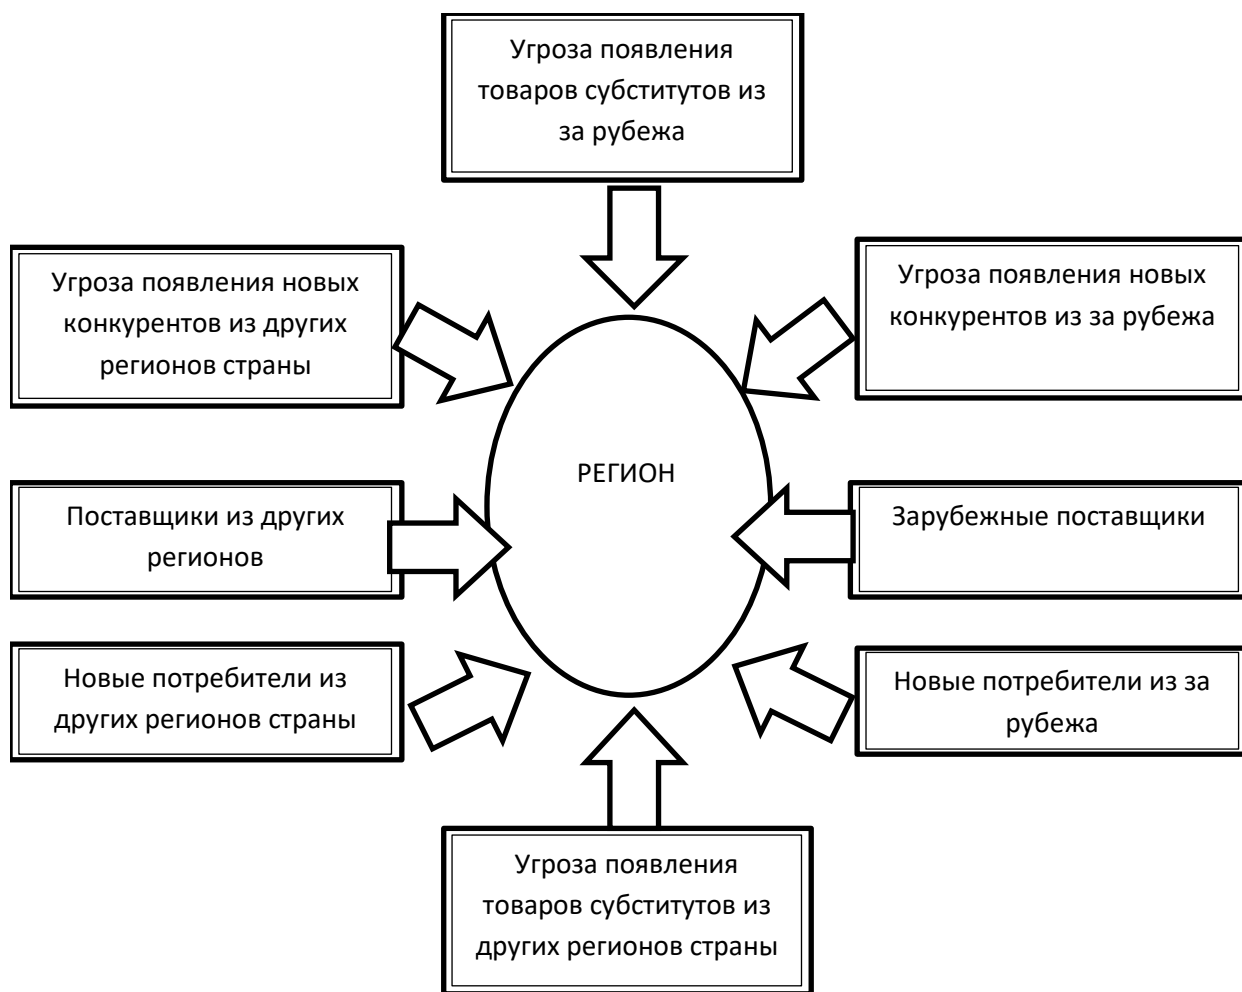 Угроза появления
товаров субститутов из
за рубежа
Угроза появления новых
конкурентов из других
регионов страны
Угроза появления новых
конкурентов из за рубежа
РЕГИОН
Поставщики из других
регионов
Зарубежные поставщики
Новые потребители из
других регионов страны
Новые потребители из за
рубежа
Угроза появления
товаров субститутов из
других регионов страны